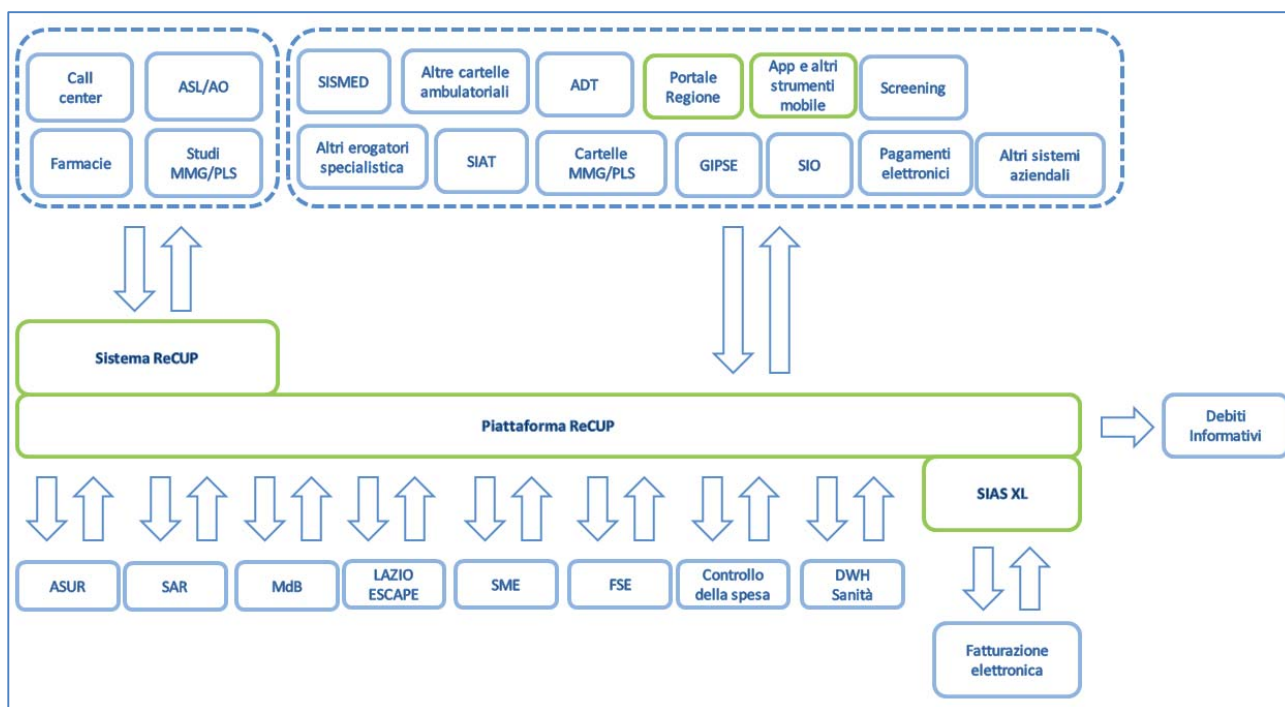 Call
center
ASL/AO
Farmacie
Studi
MMG/PLS
SISMED
Altre cartelle
ambulatoriali
ADT
Portale
Regione
App e altri
strumenti
mobile
Screening
Altri erogatori
specialistica
SIAT
Cartelle
MMG/PLS
GIPSE
SIO
Pagamenti
elettronici
Altri sistemi
aziendali
Sistema ReCUP
Piattaforma ReCUP
Debiti
Informativi
SIAS XL
ASUR
SAR
MdB
LAZIO
ESCAPE
SME
FSE
Controllo
della spesa
DWH
Sanità
Fatturazione
elettronica